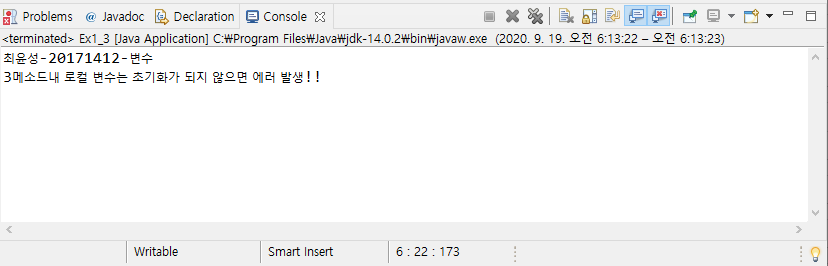 Problems @ Javadoc Declaration Console
<terminated> Ex1_3 [Java Application] C:₩Program Files₩Java₩jdk-14.0.2₩bin₩javaw.exe (2020. 9. 19. 오전 6:13:22 – 오전 6:13:23)
최윤성-20171412-변수
3메소드내 로컬 변수는 초기화가 되지 않으면 에러 발생!!
Writable Smart Insert 6 : 22 : 173